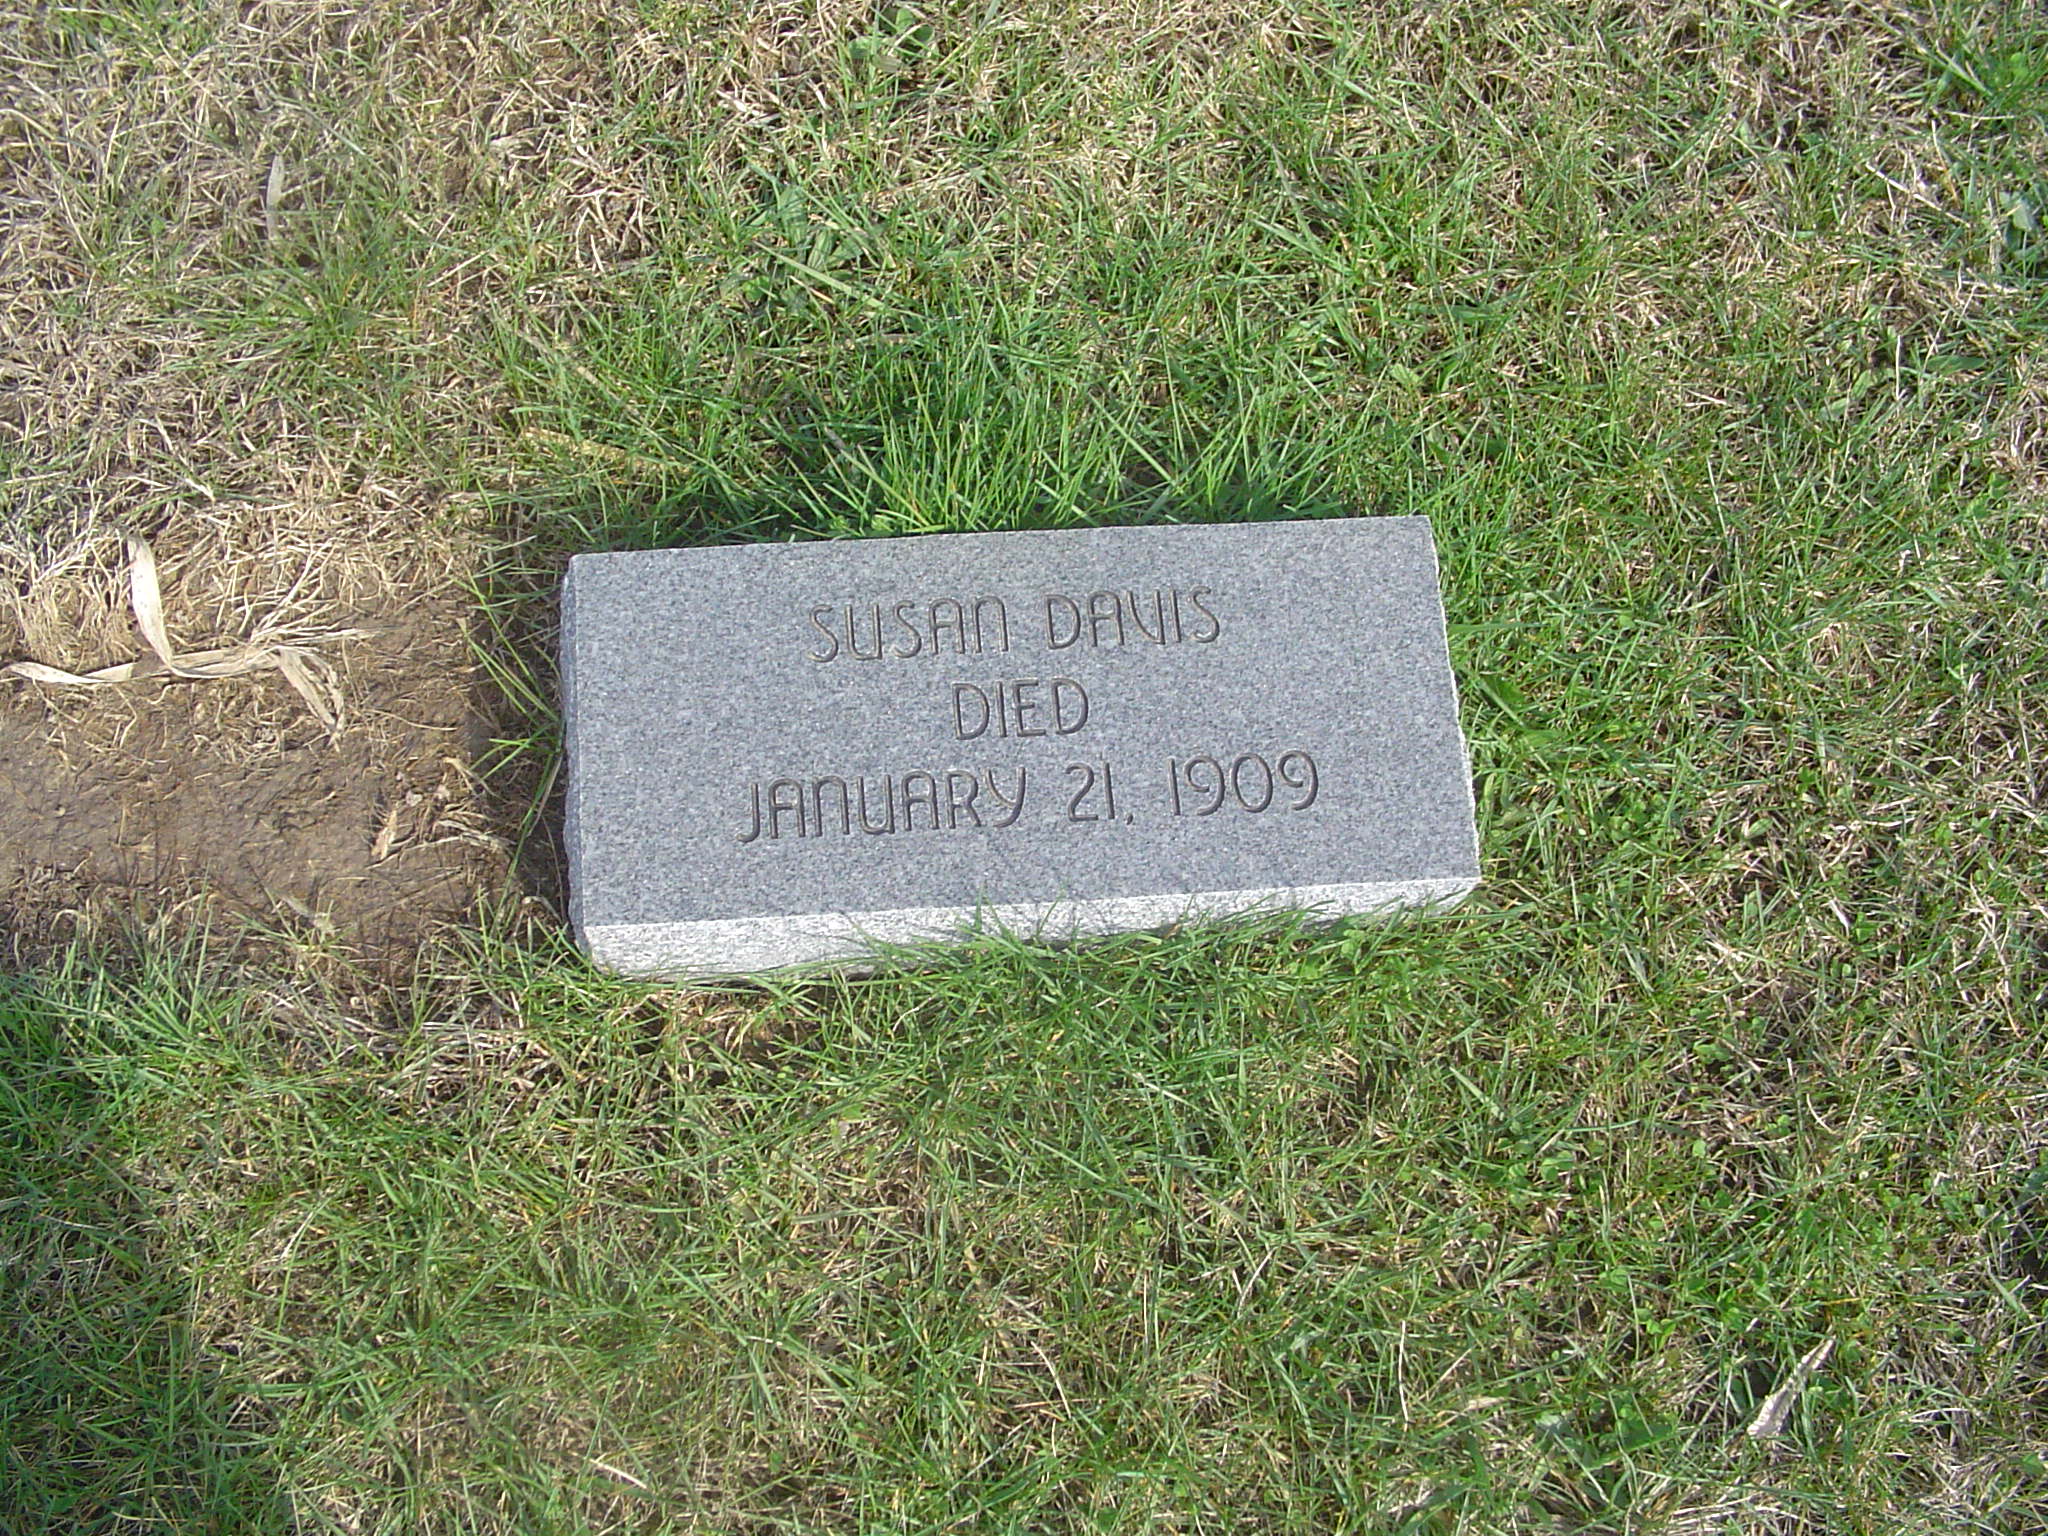 SUSAN DAVIS
DIED
JANUARY 21, 1909